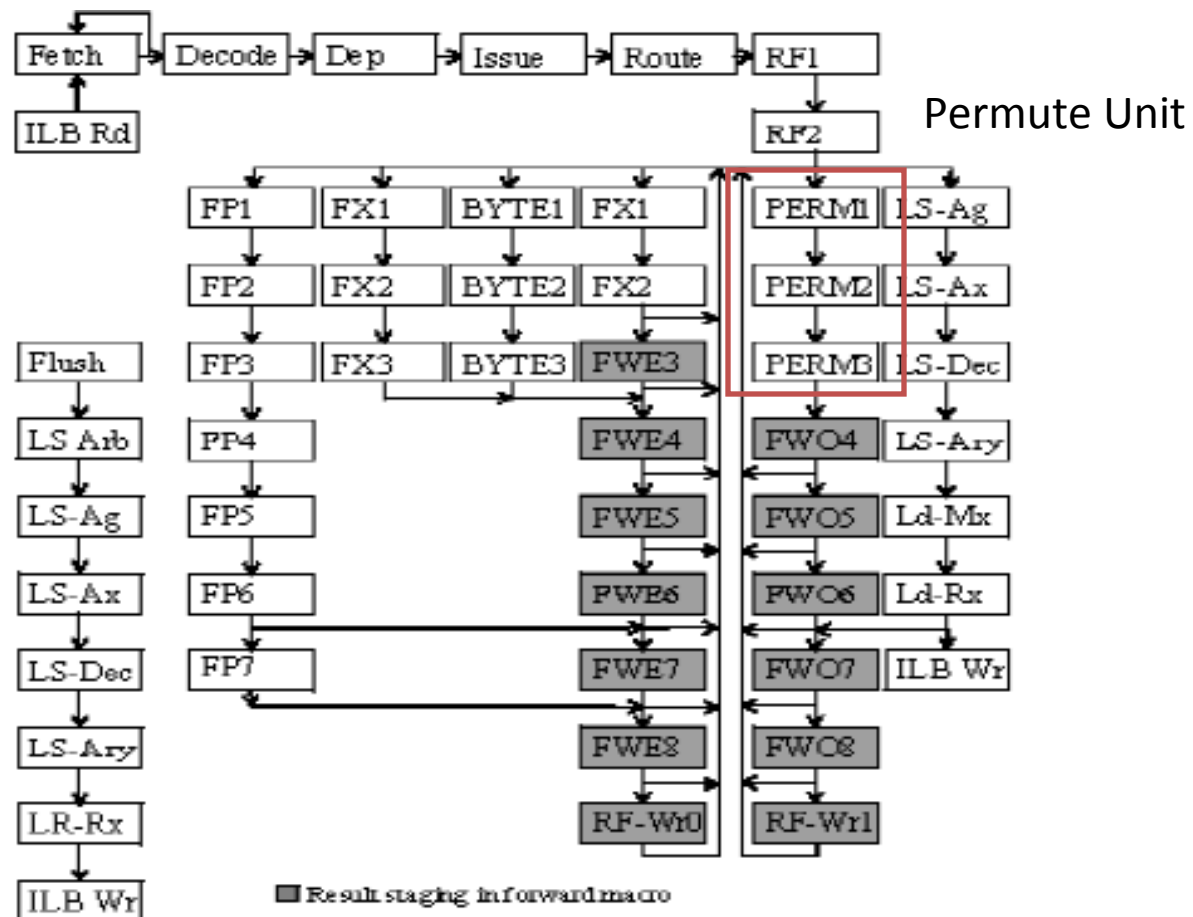 Fetch Decode Dep Issue Route RF1
ILB Rd RF2 Permute Unit
FP1 FX1 BYTE1 FX1 PERM1 LS-Ag
FP2 FX2 BYTE2 FX2 PERM2 LS-Ax
Flush FP3 FX3 BYTE3 FWE3 PERM3 LS-Dec
LS Arb FP4 FWE4 FWO4 LS-Ary
LS-Ag FP5 FWE5 FWO5 Ld-Mx
LS-Ax FP6 FWE6 FWO6 Ld-Rx
LS-Dec FP7 FWE7 FWO7 ILB Wr
LS-Ary FWE8 FWO8
LR-Rx RF-Wr0 RF-Wr1
ILB Wr Result staging in forward macro